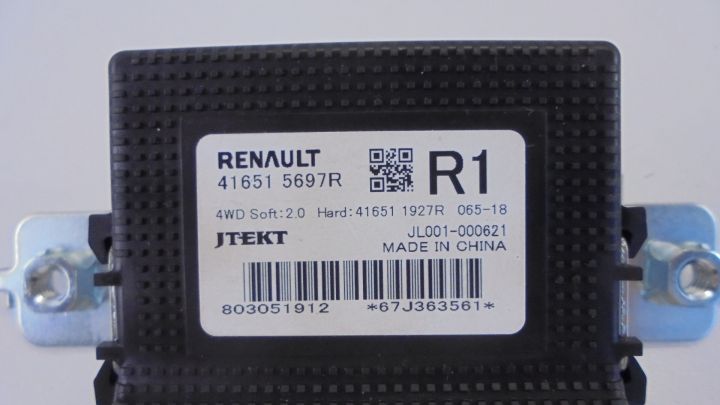 RENAULT
41651 5697R
R1
4WD Soft:2.0 Hard:41651 1927R 065-18
JTEKT
JL001-000621
MADE IN CHINA
803051912 *67J363561*